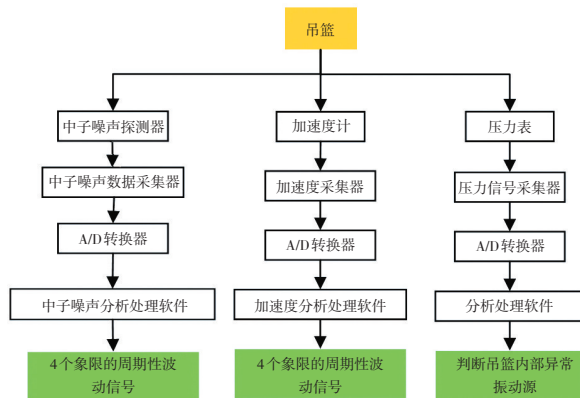 吊篮
中子噪声探测器
加速度计
压力表
中子噪声数据采集器
加速度采集器
压力信号采集器
A/D转换器
A/D转换器
A/D转换器
中子噪声分析处理软件
加速度分析处理软件
分析处理软件
4个象限的周期性波
动信号
4个象限的周期性波
动信号
判断吊篮内部异常
振动源